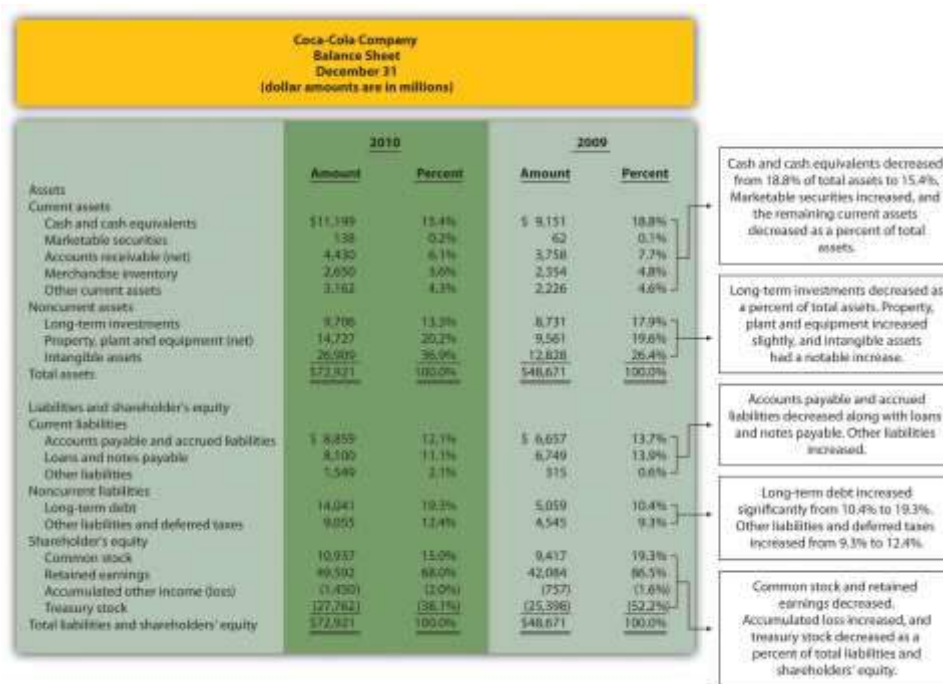 Coca-Cola Company
Balance Sheet
December 31
(dollar amounts are in millions)
2010 2009
Amount Percent Amount Percent
Assets
Current assets
Cash and cash equivalents $11,199 15.4% $ 9,151 18.8%
Marketable securities 138 0.2% 62 0.1%
Accounts receivable (net) 4,430 6.1% 3,758 7.7%
Merchandise inventory 2,650 3.6% 2,354 4.8%
Other current assets 3,162 4.3% 2,226 4.6%
Noncurrent assets
Long-term investments 9,706 13.3% 8,731 17.9%
Property, plant and equipment (net) 14,727 20.2% 9,561 19.6%
Intangible assets 26,909 36.9% 12,828 26.4%
Total assets $72,921 100.0% $48,671 100.0%
Liabilities and shareholder's equity
Current liabilities
Accounts payable and accrued liabilities $ 8,859 12.1% $ 6,657 13.7%
Loans and notes payable 8,100 11.1% 6,749 13.9%
Other liabilities 1,549 2.1% 315 0.6%
Noncurrent liabilities
Long-term debt 14,041 19.3% 5,059 10.4%
Other liabilities and deferred taxes 9,055 12.4% 4,545 9.3%
Shareholder's equity
Common stock 10,937 15.0% 9,417 19.3%
Retained earnings 49,592 68.0% 42,084 86.5%
Accumulated other income (loss) (1,450) (2.0%) (757) (1.6%)
Treasury stock (27,762) (38.1%) (25,398) (52.2%)
Total liabilities and shareholders' equity $72,921 100.0% $48,671 100.0%
Cash and cash equivalents decreased
from 18.8% of total assets to 15.4%.
Marketable securities increased, and
the remaining current assets
decreased as a percent of total
assets.
Long-term investments decreased as
a percent of total assets. Property,
plant and equipment increased
slightly, and intangible assets
had a notable increase.
Accounts payable and accrued
liabilities decreased along with loans
and notes payable. Other liabilities
increased.
Long-term debt increased
significantly from 10.4% to 19.3%.
Other liabilities and deferred taxes
increased from 9.3% to 12.4%.
Common stock and retained
earnings decreased.
Accumulated loss increased, and
treasury stock decreased as a
percent of total liabilities and
shareholders' equity.